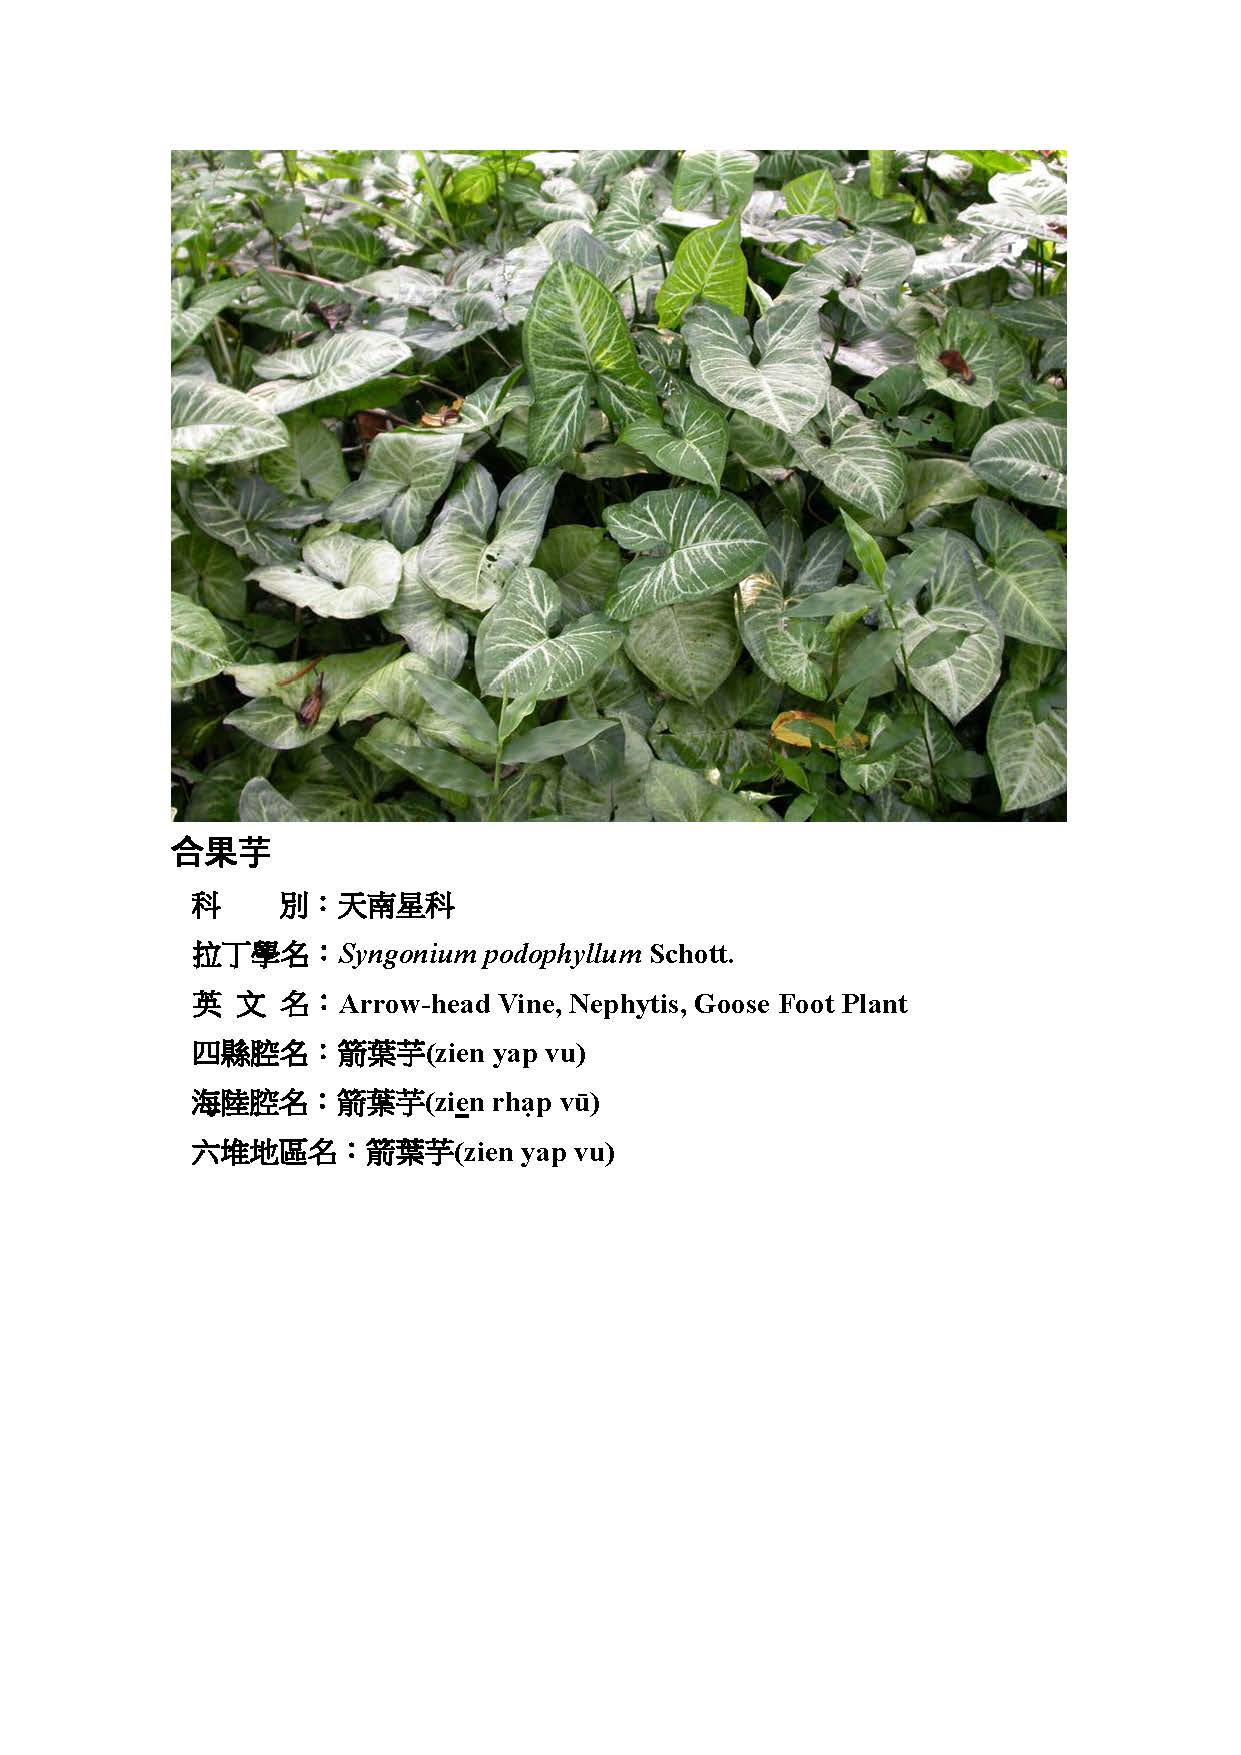 合果芋
科　　別：天南星科
拉丁學名：Syngonium podophyllum Schott.
英 文 名：Arrow-head Vine, Nephytis, Goose Foot Plant
四縣腔名：箭葉芋(zien yap vu)
海陸腔名：箭葉芋(zien rhạp vū)
六堆地區名：箭葉芋(zien yap vu)